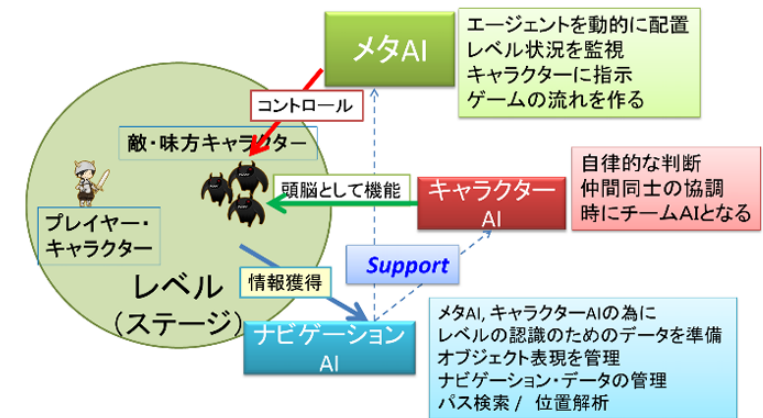 メタAI
エージェントを動的に配置
レベル状況を監視
キャラクターに指示
ゲームの流れを作る
コントロール
敵・味方キャラクター
頭脳として機能
キャラクター
AI
自律的な判断
仲間同士の協調
時にチームAIとなる
プレイヤー・
キャラクター
Support
情報獲得
レベル
(ステージ)
ナビゲーション
AI
メタAI, キャラクターAIの為に
レベルの認識のためのデータを準備
オブジェクト表現を管理
ナビゲーション・データの管理
パス検索 / 位置解析